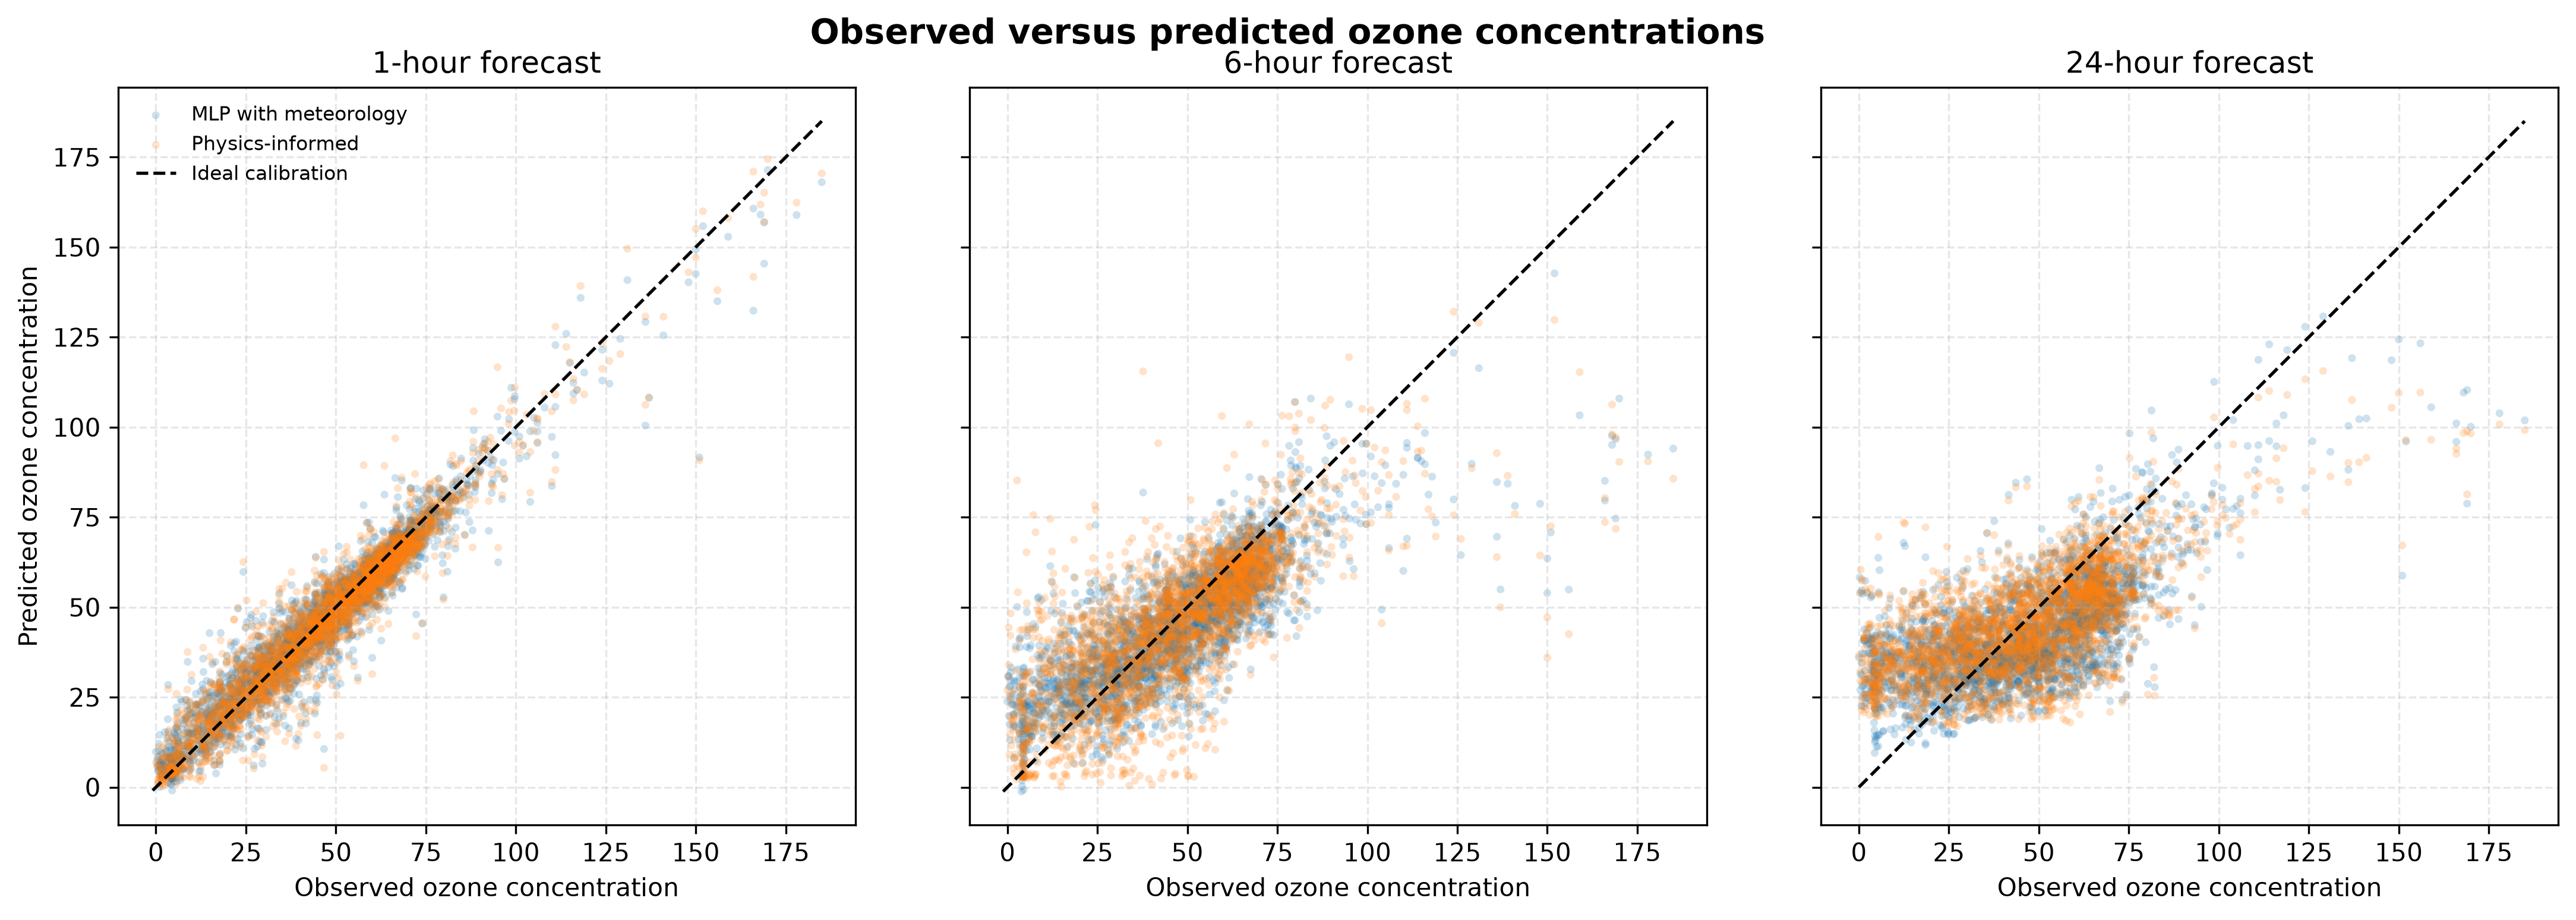 Observed versus predicted ozone concentrations
1-hour forecast
MLP with meteorology
Physics-informed
Ideal calibration
Predicted ozone concentration
175
150
125
100
75
50
25
0
0 25 50 75 100 125 150 175
Observed ozone concentration
6-hour forecast
0 25 50 75 100 125 150 175
Observed ozone concentration
24-hour forecast
0 25 50 75 100 125 150 175
Observed ozone concentration